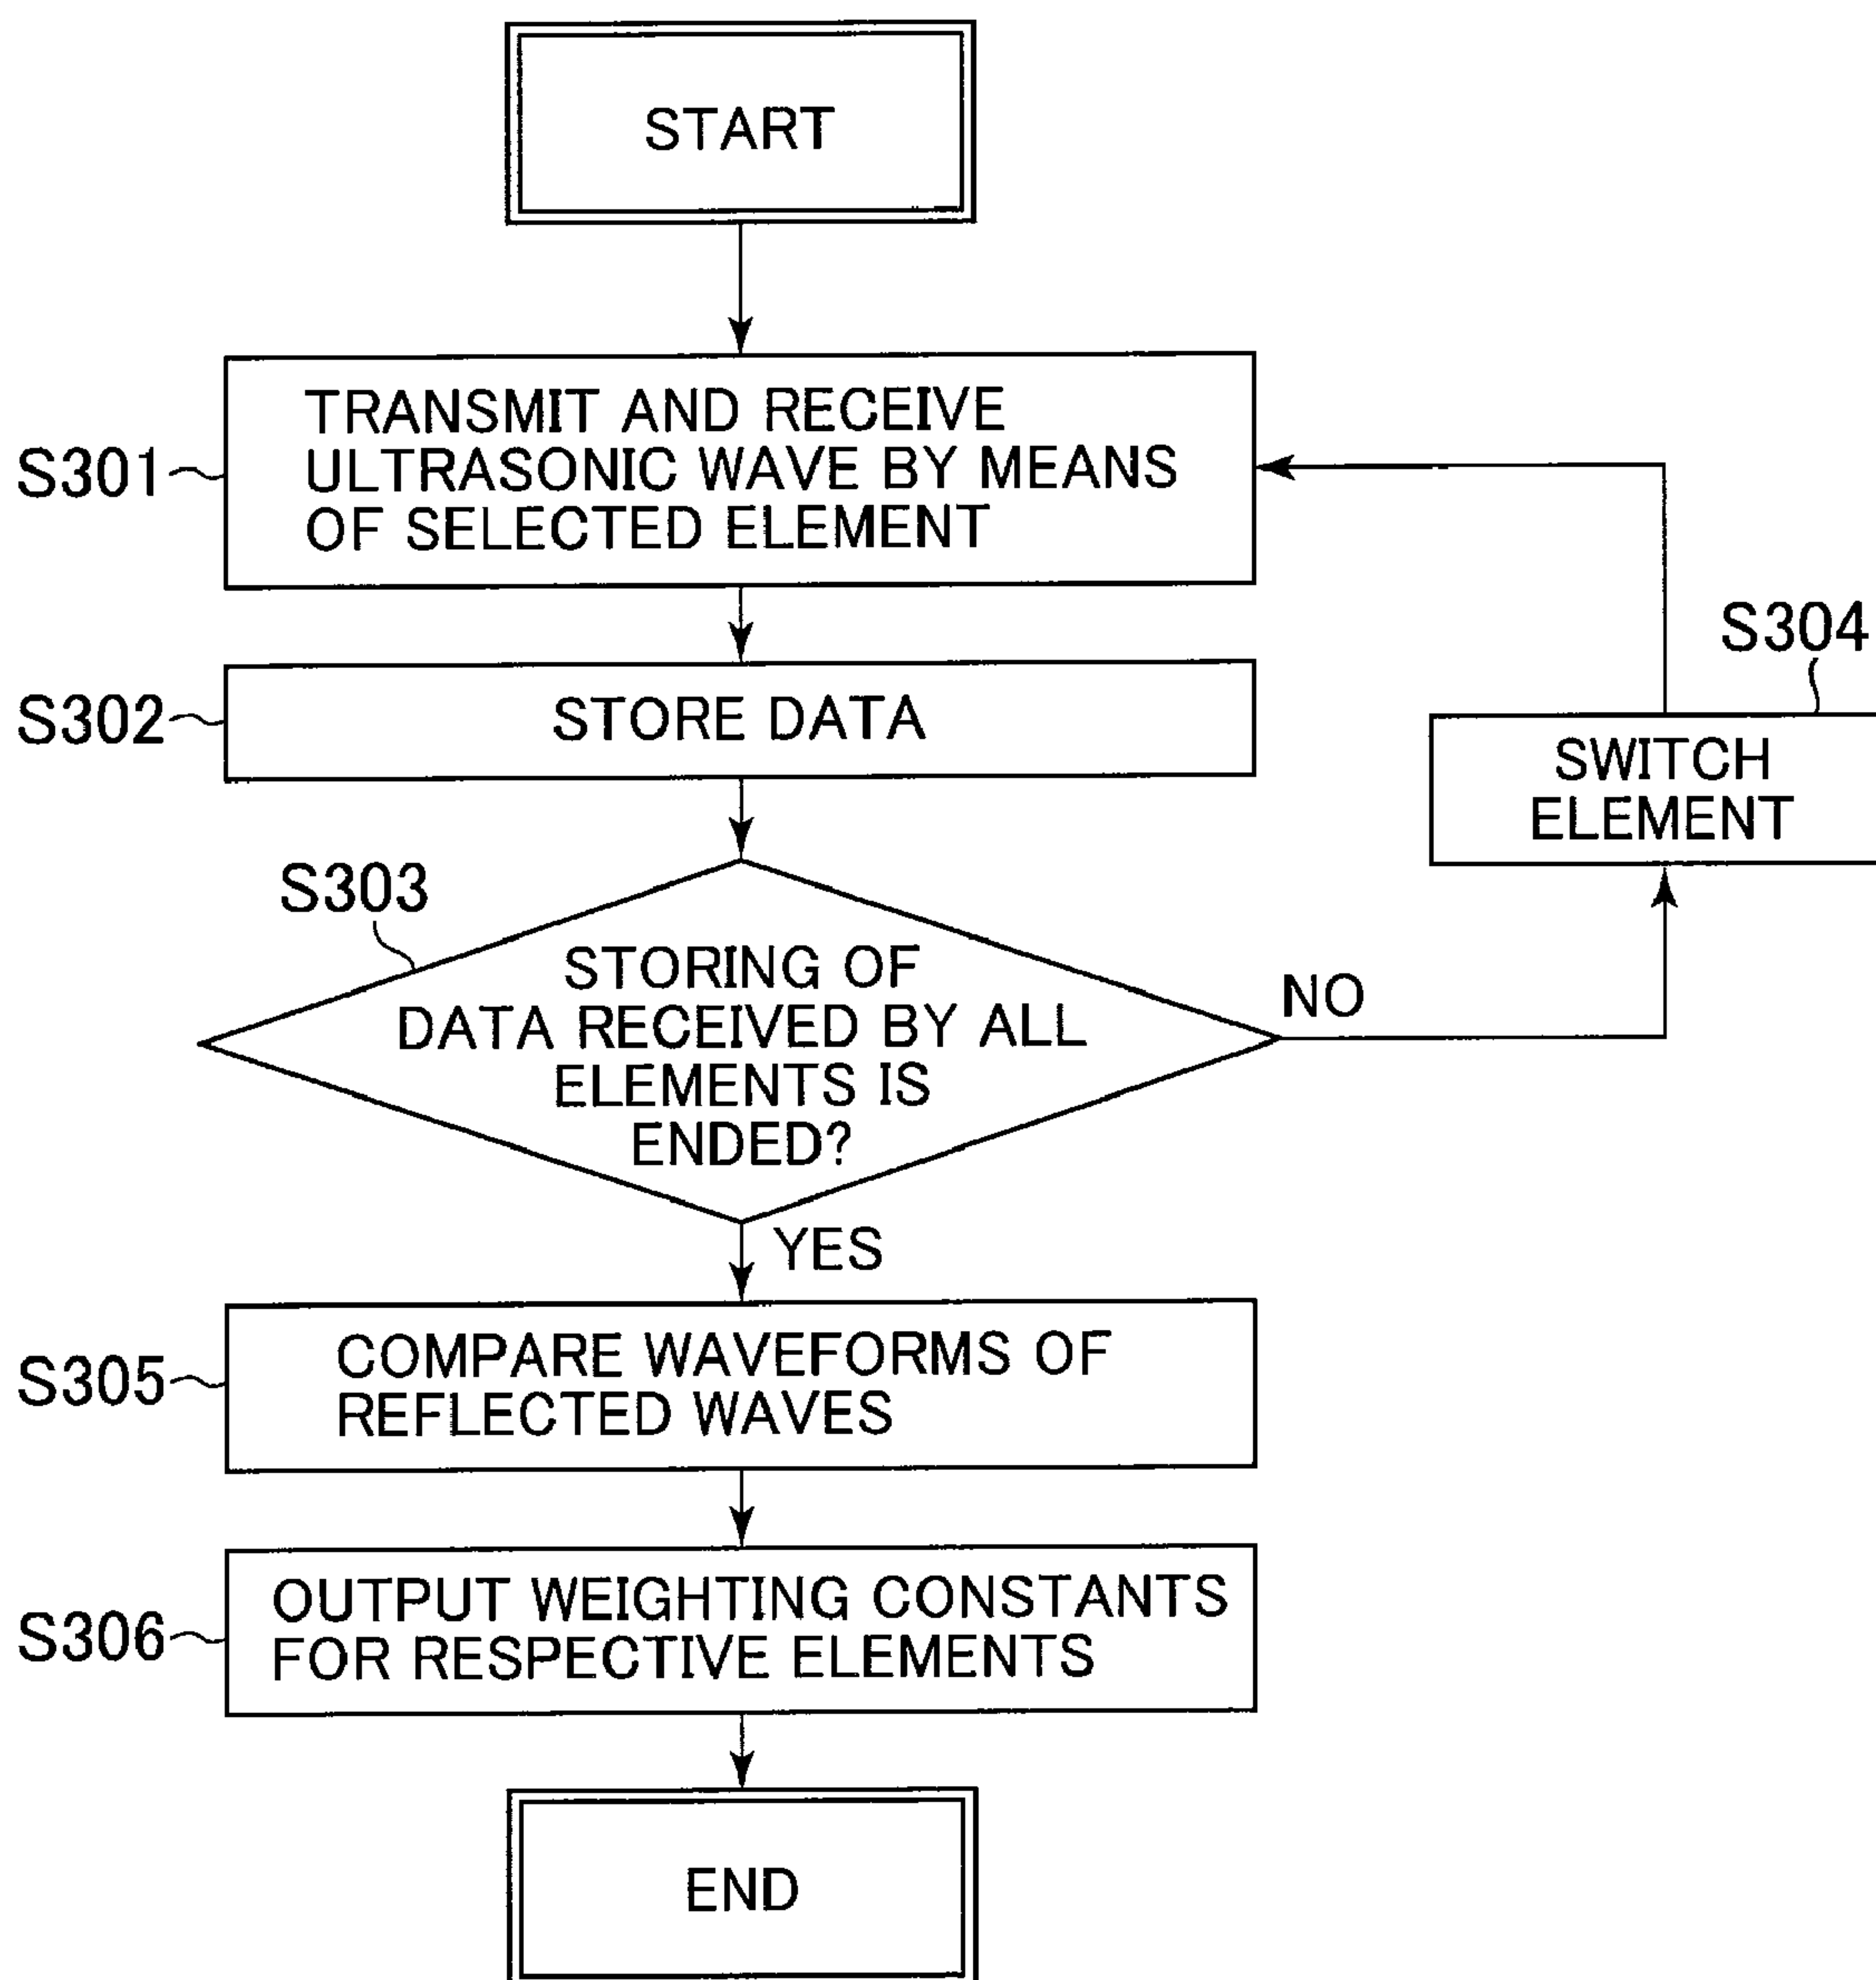 START
S301
TRANSMIT AND RECEIVE
ULTRASONIC WAVE BY MEANS
OF SELECTED ELEMENT
S302
STORE DATA
S304
SWITCH
ELEMENT
S303
STORING OF
DATA RECEIVED BY ALL
ELEMENTS IS
ENDED?
NO
YES
S305
COMPARE WAVEFORMS OF
REFLECTED WAVES
S306
OUTPUT WEIGHTING CONSTANTS
FOR RESPECTIVE ELEMENTS
END